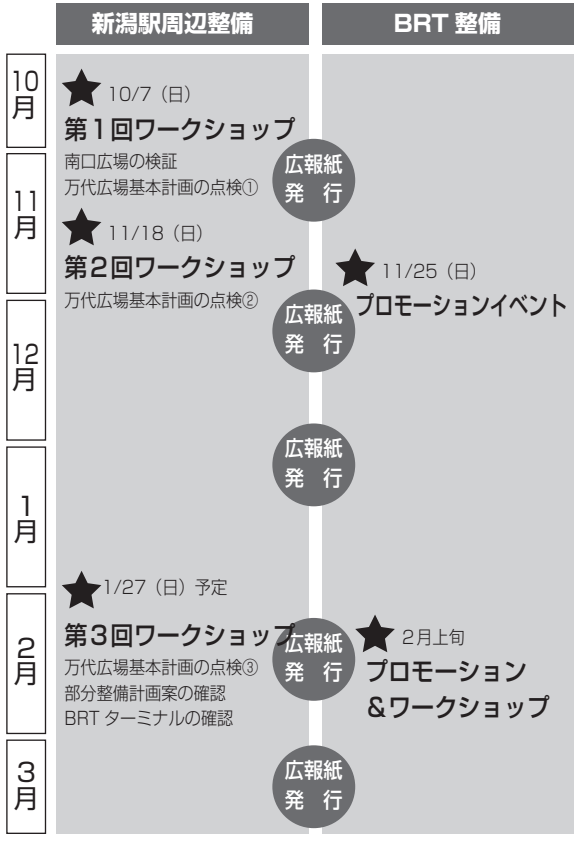 新潟駅周辺整備
BRT 整備
10月
★ 10/7（日）
第1回ワークショップ
南口広場の検証
万代広場基本計画の点検①
広報紙
発　行
11月
★ 11/18（日）
第2回ワークショップ
万代広場基本計画の点検②
★ 11/25（日）
プロモーションイベント
広報紙
発　行
12月
広報紙
発　行
1月
★ 1/27（日）予定
第3回ワークショップ
万代広場基本計画の点検③
部分整備計画案の確認
BRT ターミナルの確認
2月
広報紙
発　行
★ 2月上旬
プロモーション
&ワークショップ
3月
広報紙
発　行